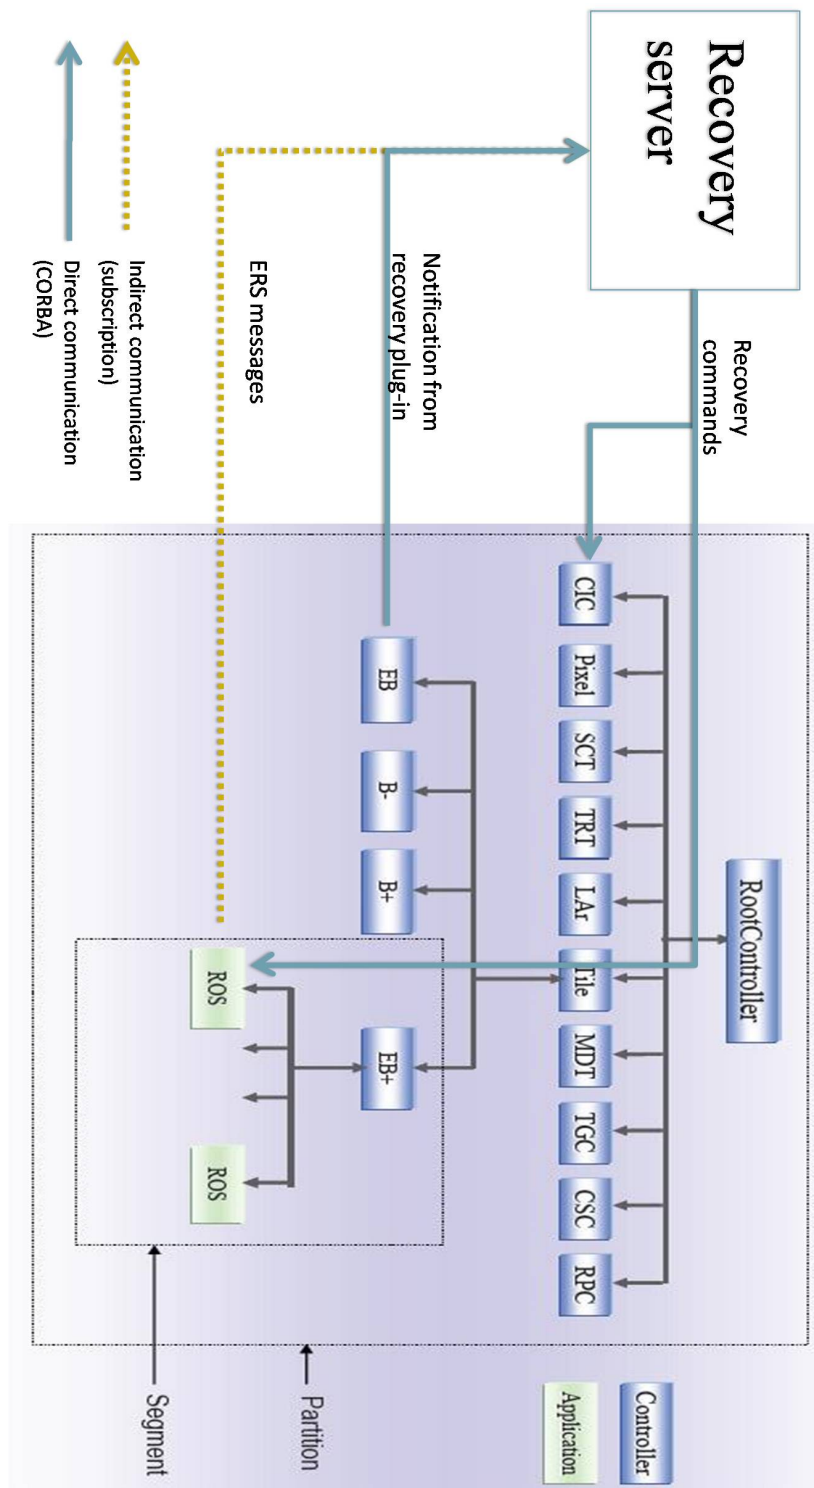 Recovery
server
Recovery
commands
Notification from
recovery plug-in
ERS messages
Indirect communication
(subscription)
Direct communication
(CORBA)
RootController
CIC
Pixel
SCT
TRT
LAr
Tile
MDT
TGC
CSC
RPC
EB
B-
B+
EB+
ROS
ROS
Controller
Application
Partition
Segment